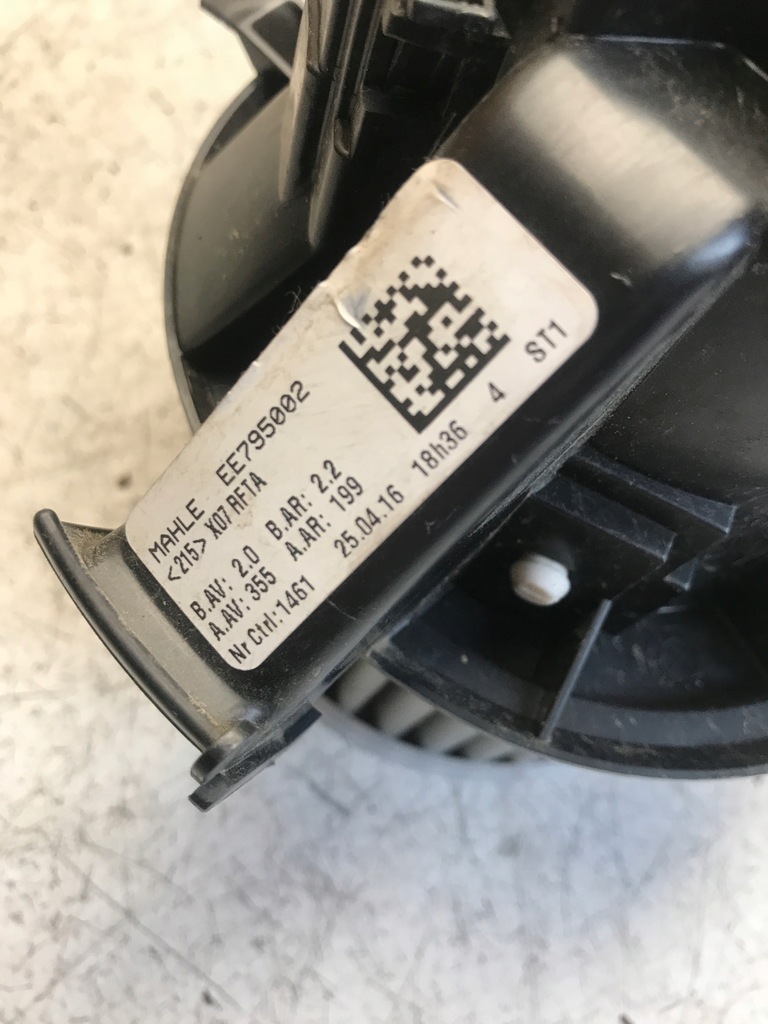 MAHLE EE795002
<215> X07 RFTA
B.AV: 2.0 B.AR: 2.2
A.AV: 355 A.AR: 199
Nr Ctrl:1461 25.04.16 18h36 4 ST1